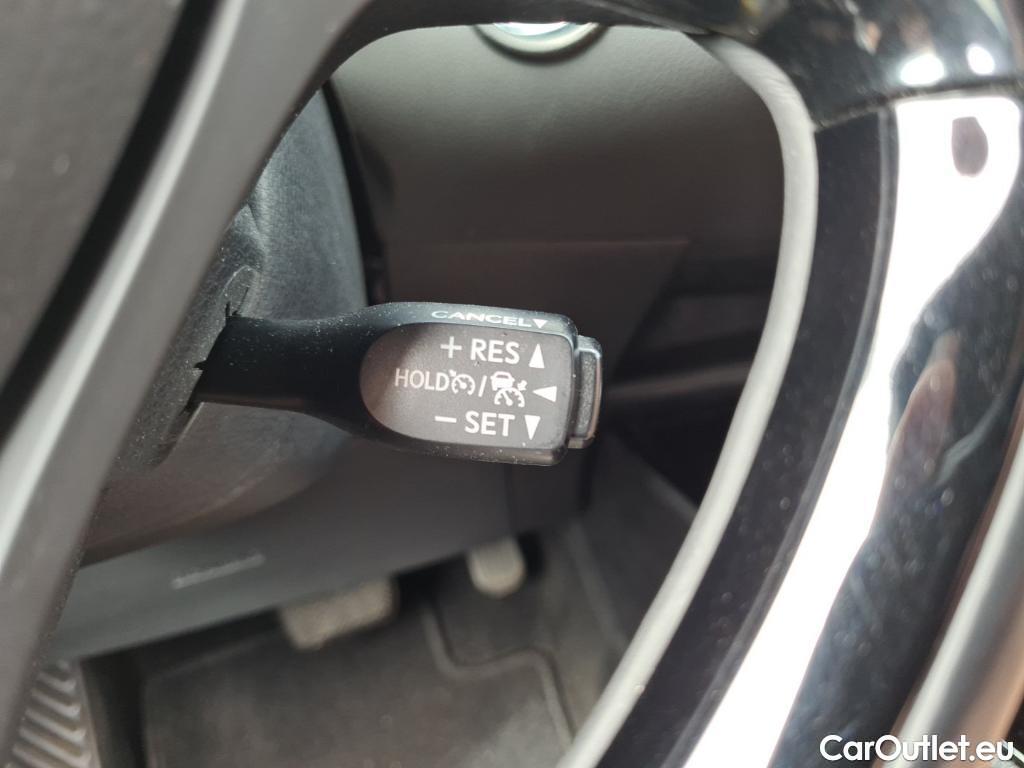 CANCEL▼
+ RES ▲
HOLD / ◄
− SET ▼
CarOutlet.eu